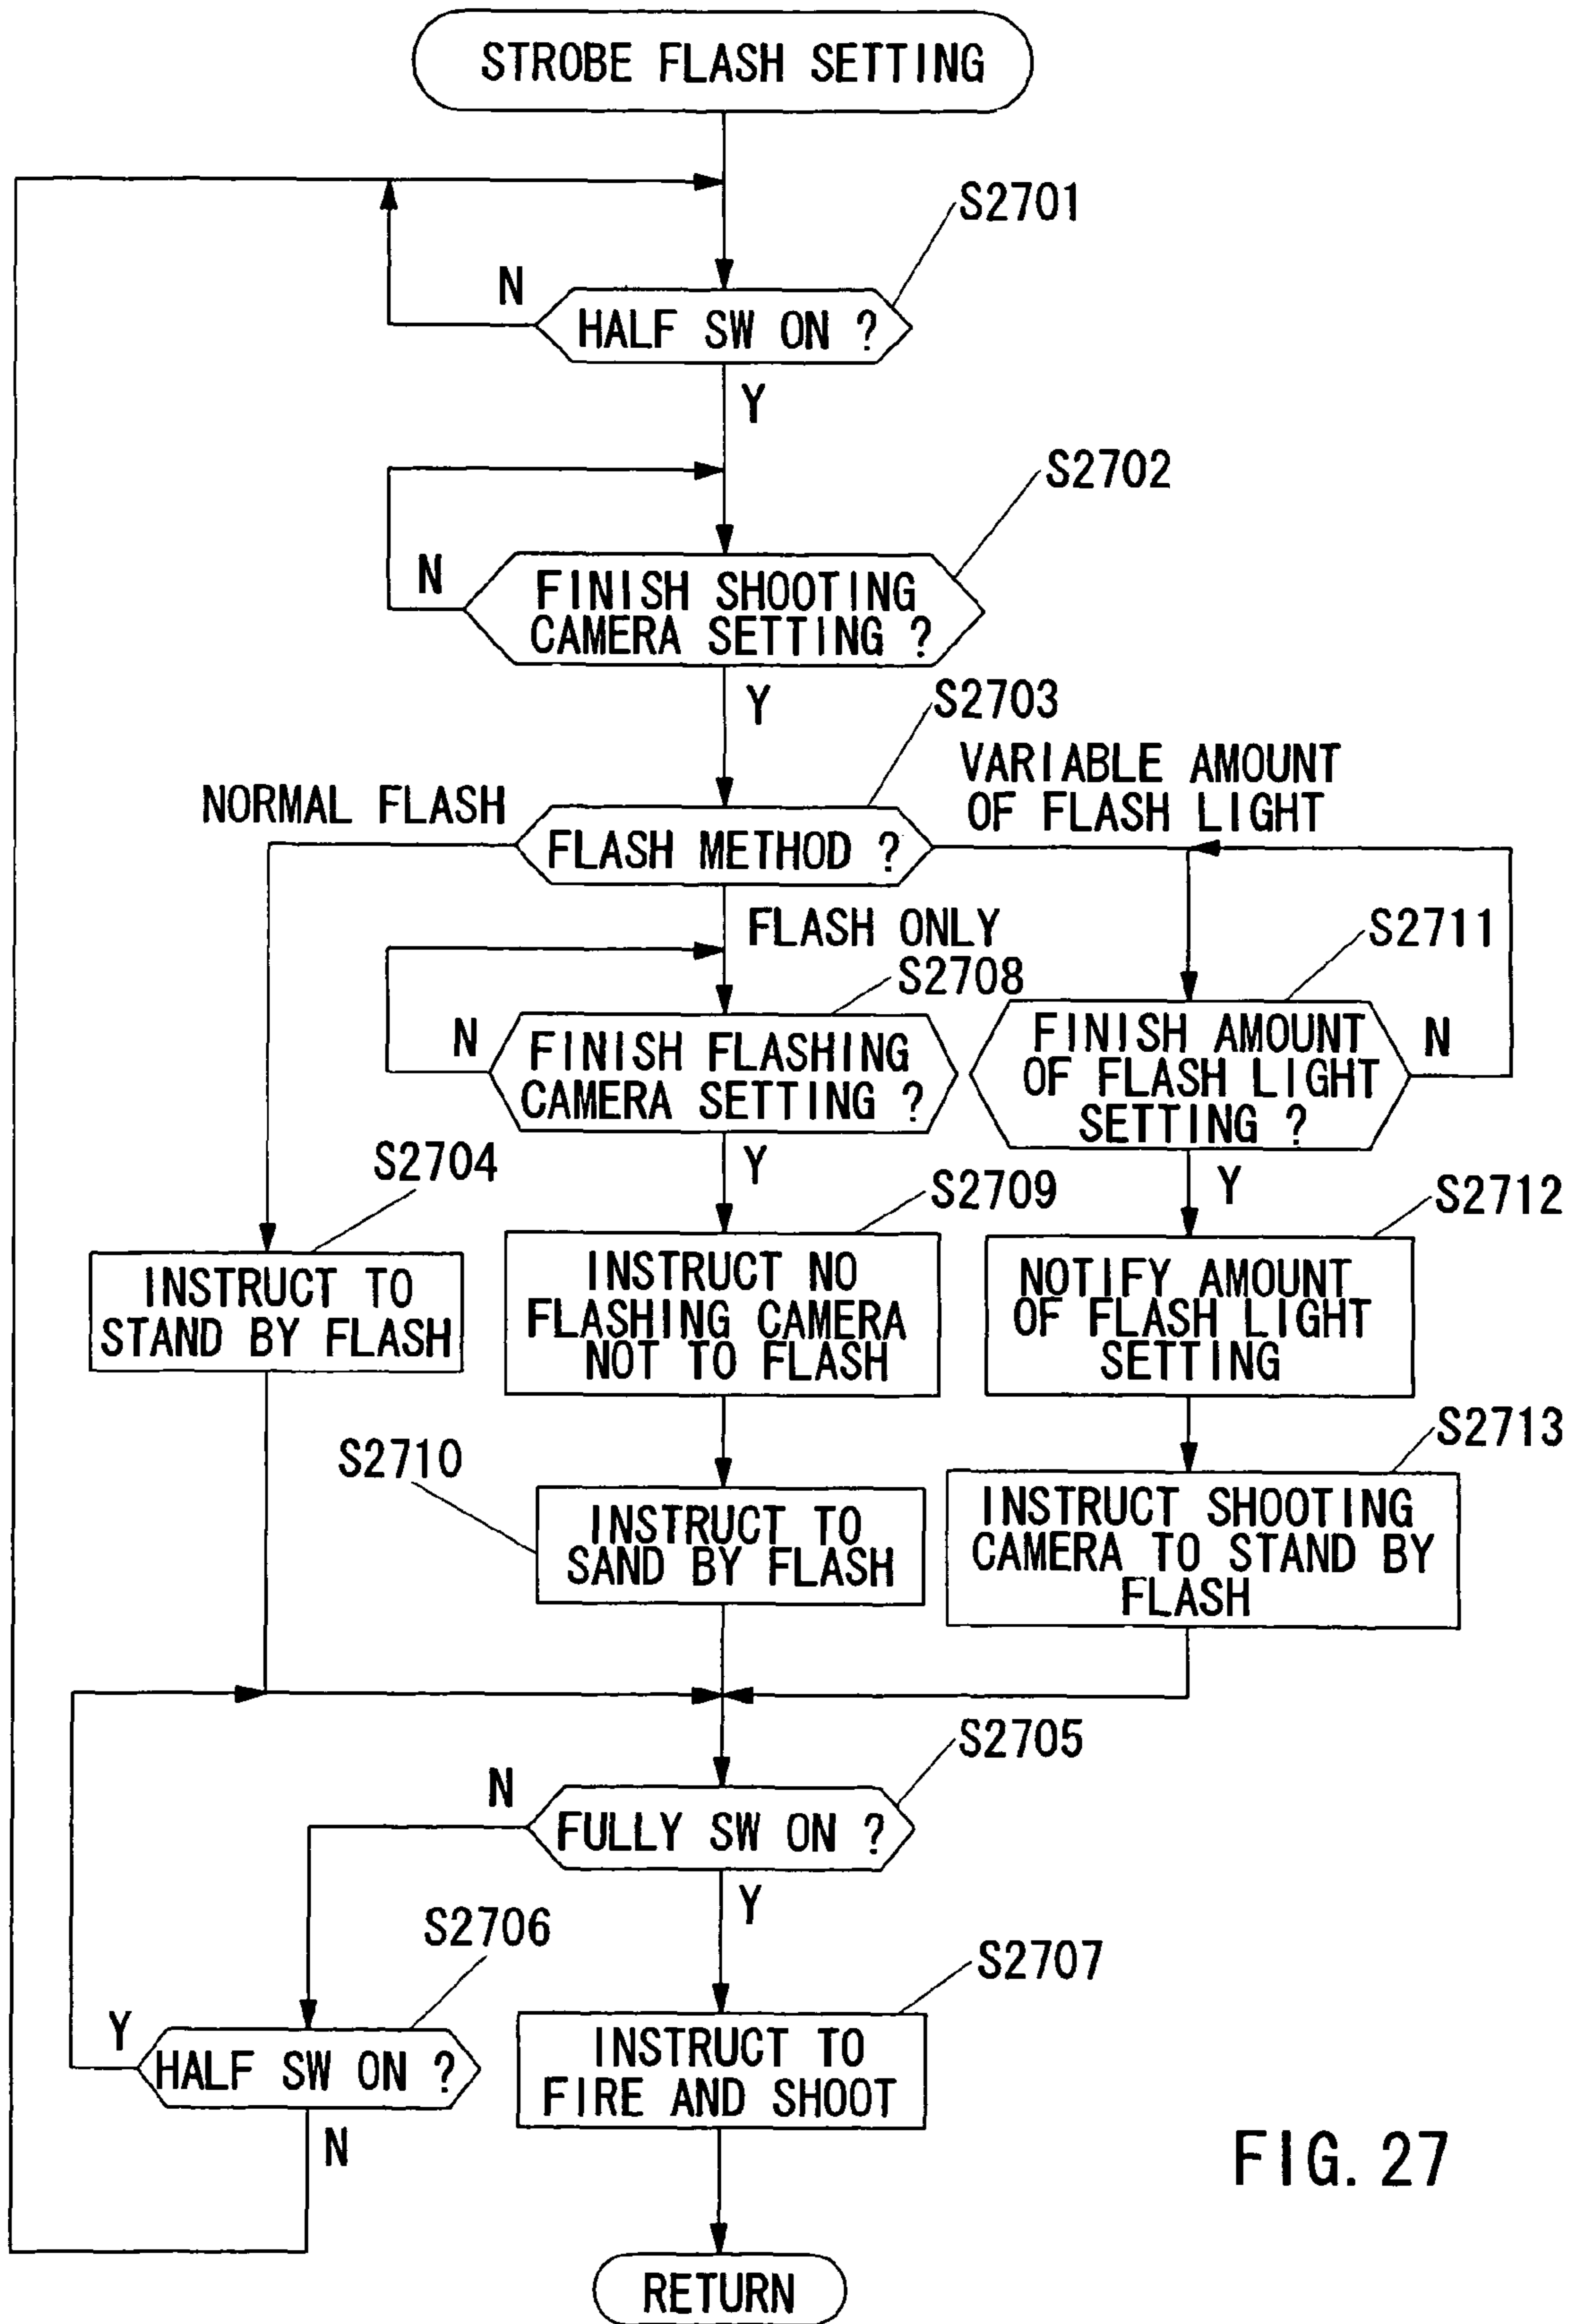 STROBE FLASH SETTING
S2701
N
HALF SW ON ?
Y
S2702
N
FINISH SHOOTING
CAMERA SETTING ?
Y
S2703
VARIABLE AMOUNT
OF FLASH LIGHT
NORMAL FLASH
FLASH METHOD ?
FLASH ONLY
S2711
S2708
N
FINISH FLASHING
CAMERA SETTING ?
FINISH AMOUNT
OF FLASH LIGHT
SETTING ?
N
S2704
Y
S2709
Y
S2712
INSTRUCT TO
STAND BY FLASH
INSTRUCT NO
FLASHING CAMERA
NOT TO FLASH
NOTIFY AMOUNT
OF FLASH LIGHT
SETTING
S2710
S2713
INSTRUCT TO
SAND BY FLASH
INSTRUCT SHOOTING
CAMERA TO STAND BY
FLASH
S2705
N
FULLY SW ON ?
Y
S2706
S2707
Y
HALF SW ON ?
N
INSTRUCT TO
FIRE AND SHOOT
FIG. 27
RETURN